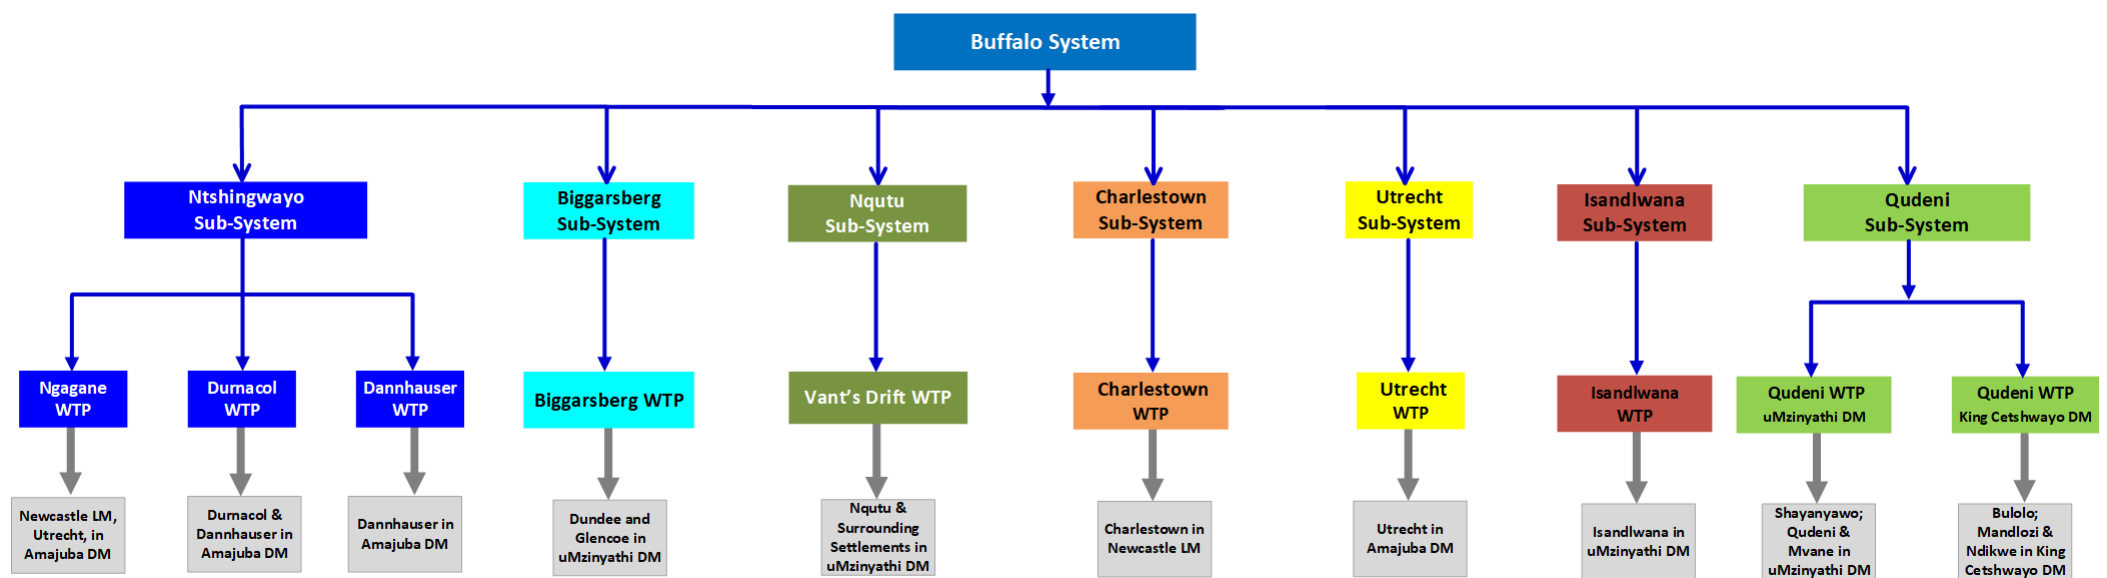 Buffalo System
Ntshingwayo
Sub-System
Biggarsberg
Sub-System
Nqutu
Sub-System
Charlestown
Sub-System
Utrecht
Sub-System
Isandlwana
Sub-System
Qudeni
Sub-System
Ngagane
WTP
Durnacol
WTP
Dannhauser
WTP
Biggarsberg WTP
Vant's Drift WTP
Charlestown
WTP
Utrecht
WTP
Isandlwana
WTP
Qudeni WTP
uMzinyathi DM
Qudeni WTP
King Cetshwayo DM
Newcastle LM,
Utrecht, in
Amajuba DM
Durnacol &
Dannhauser in
Amajuba DM
Dannhauser in
Amajuba DM
Dundee and
Glencoe in
uMzinyathi DM
Nqutu &
Surrounding
Settlements in
uMzinyathi DM
Charlestown in
Newcastle LM
Utrecht in
Amajuba DM
Isandlwana in
uMzinyathi DM
Shayanyawo;
Qudeni &
Mvane in
uMzinyathi DM
Bulolo;
Mandlozi &
Ndikwe in King
Cetshwayo DM